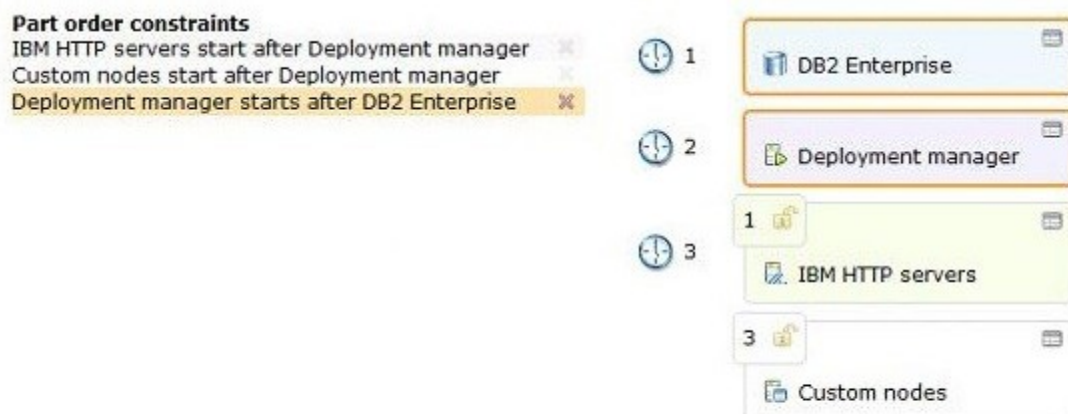 Part order constraints
IBM HTTP servers start after Deployment manager
Custom nodes start after Deployment manager
Deployment manager starts after DB2 Enterprise
1
DB2 Enterprise
2
Deployment manager
3
1
IBM HTTP servers
3
Custom nodes